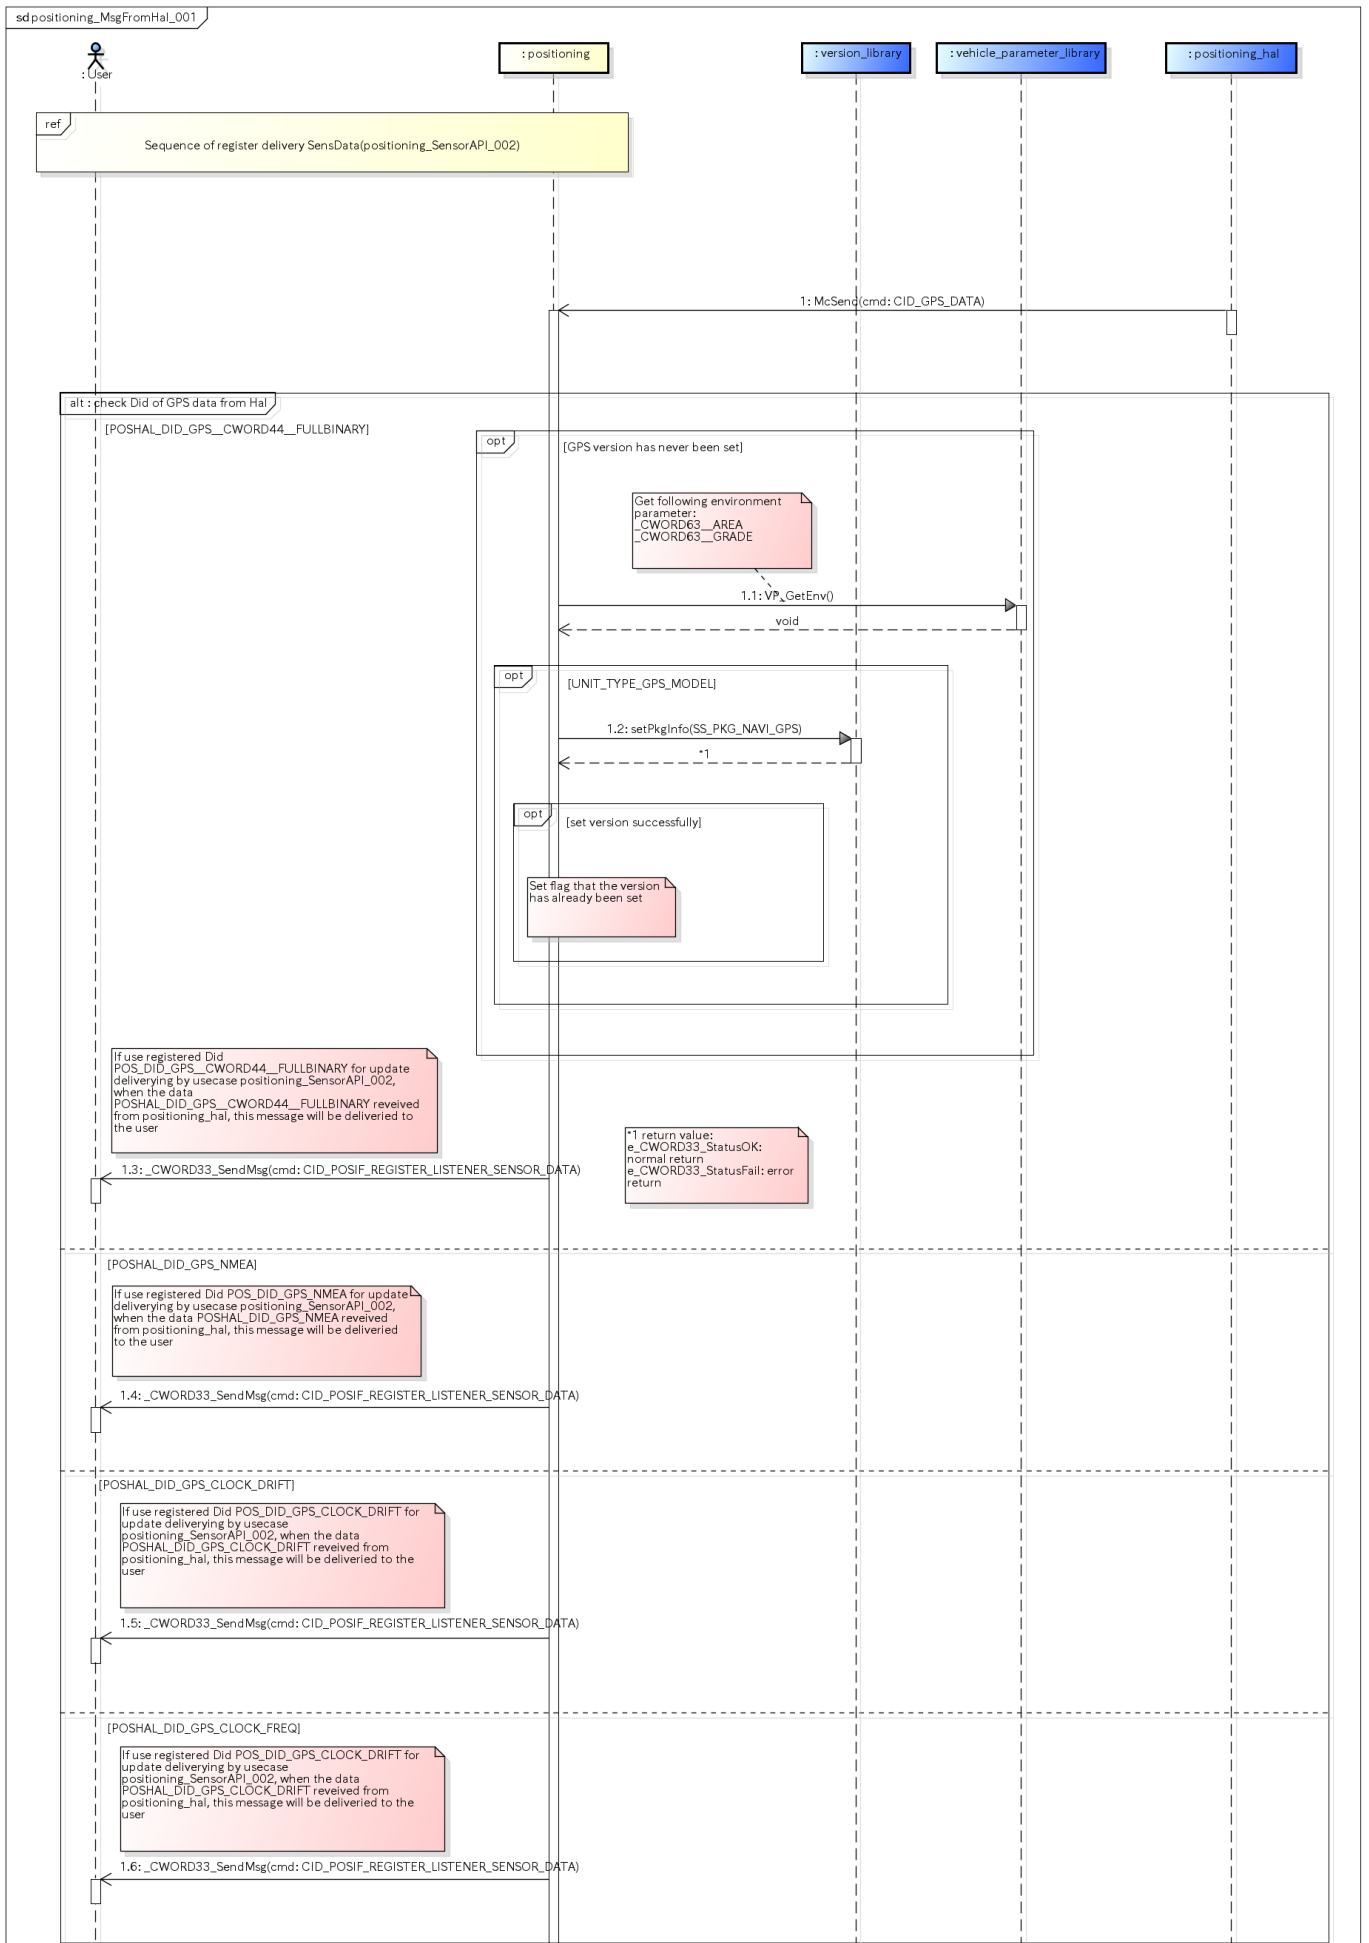 sd positioning_MsgFromHal_001
: User
: positioning
: version_library
: vehicle_parameter_library
: positioning_hal
ref
Sequence of register delivery SensData(positioning_SensorAPI_002)
1: McSend(cmd: CID_GPS_DATA)
alt : check Did of GPS data from Hal
[POSHAL_DID_GPS__CWORD44__FULLBINARY]
opt
[GPS version has never been set]
Get following environment
parameter:
_CWORD63__AREA
_CWORD63__GRADE
1.1: VP_GetEnv()
void
opt
[UNIT_TYPE_GPS_MODEL]
1.2: setPkgInfo(SS_PKG_NAVI_GPS)
*1
opt
[set version successfully]
Set flag that the version
has already been set
If use registered Did
POS_DID_GPS__CWORD44__FULLBINARY for update
deliverying by usecase positioning_SensorAPI_002,
when the data
POSHAL_DID_GPS__CWORD44__FULLBINARY reveived
from positioning_hal, this message will be deliveried to
the user
*1 return value:
e_CWORD33_StatusOK:
normal return
e_CWORD33_StatusFail: error
return
1.3: _CWORD33_SendMsg(cmd: CID_POSIF_REGISTER_LISTENER_SENSOR_DATA)
[POSHAL_DID_GPS_NMEA]
If use registered Did POS_DID_GPS_NMEA for update
deliverying by usecase positioning_SensorAPI_002,
when the data POSHAL_DID_GPS_NMEA reveived
from positioning_hal, this message will be deliveried
to the user
1.4: _CWORD33_SendMsg(cmd: CID_POSIF_REGISTER_LISTENER_SENSOR_DATA)
[POSHAL_DID_GPS_CLOCK_DRIFT]
If use registered Did POS_DID_GPS_CLOCK_DRIFT for
update deliverying by usecase
positioning_SensorAPI_002, when the data
POSHAL_DID_GPS_CLOCK_DRIFT reveived from
positioning_hal, this message will be deliveried to the
user
1.5: _CWORD33_SendMsg(cmd: CID_POSIF_REGISTER_LISTENER_SENSOR_DATA)
[POSHAL_DID_GPS_CLOCK_FREQ]
If use registered Did POS_DID_GPS_CLOCK_DRIFT for
update deliverying by usecase
positioning_SensorAPI_002, when the data
POSHAL_DID_GPS_CLOCK_DRIFT reveived from
positioning_hal, this message will be deliveried to the
user
1.6: _CWORD33_SendMsg(cmd: CID_POSIF_REGISTER_LISTENER_SENSOR_DATA)